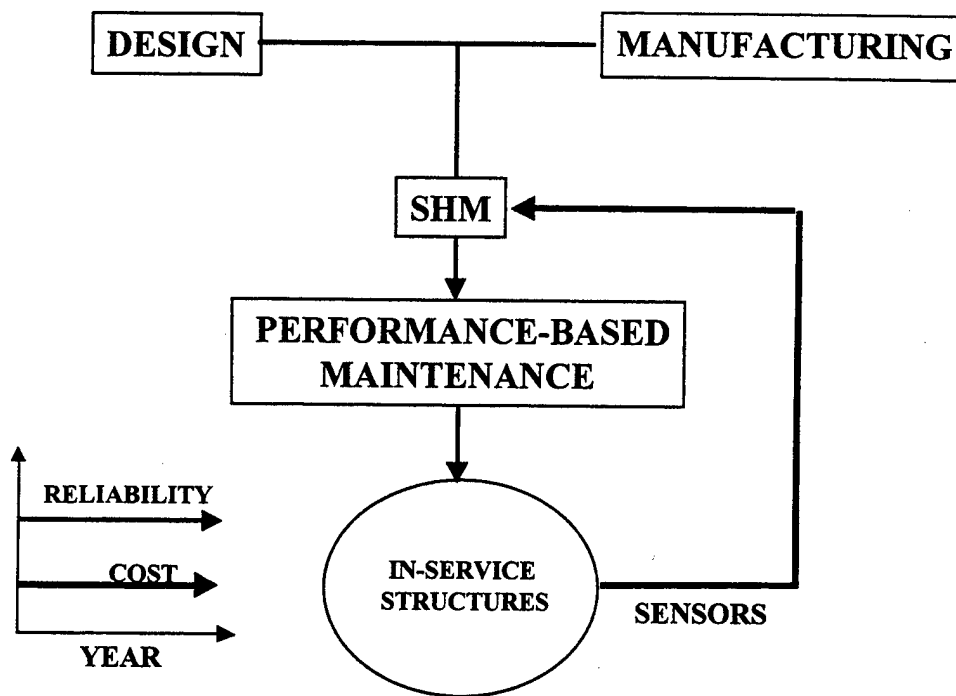 DESIGN
MANUFACTURING
SHM
PERFORMANCE-BASED
MAINTENANCE
RELIABILITY
COST
YEAR
IN-SERVICE
STRUCTURES
SENSORS